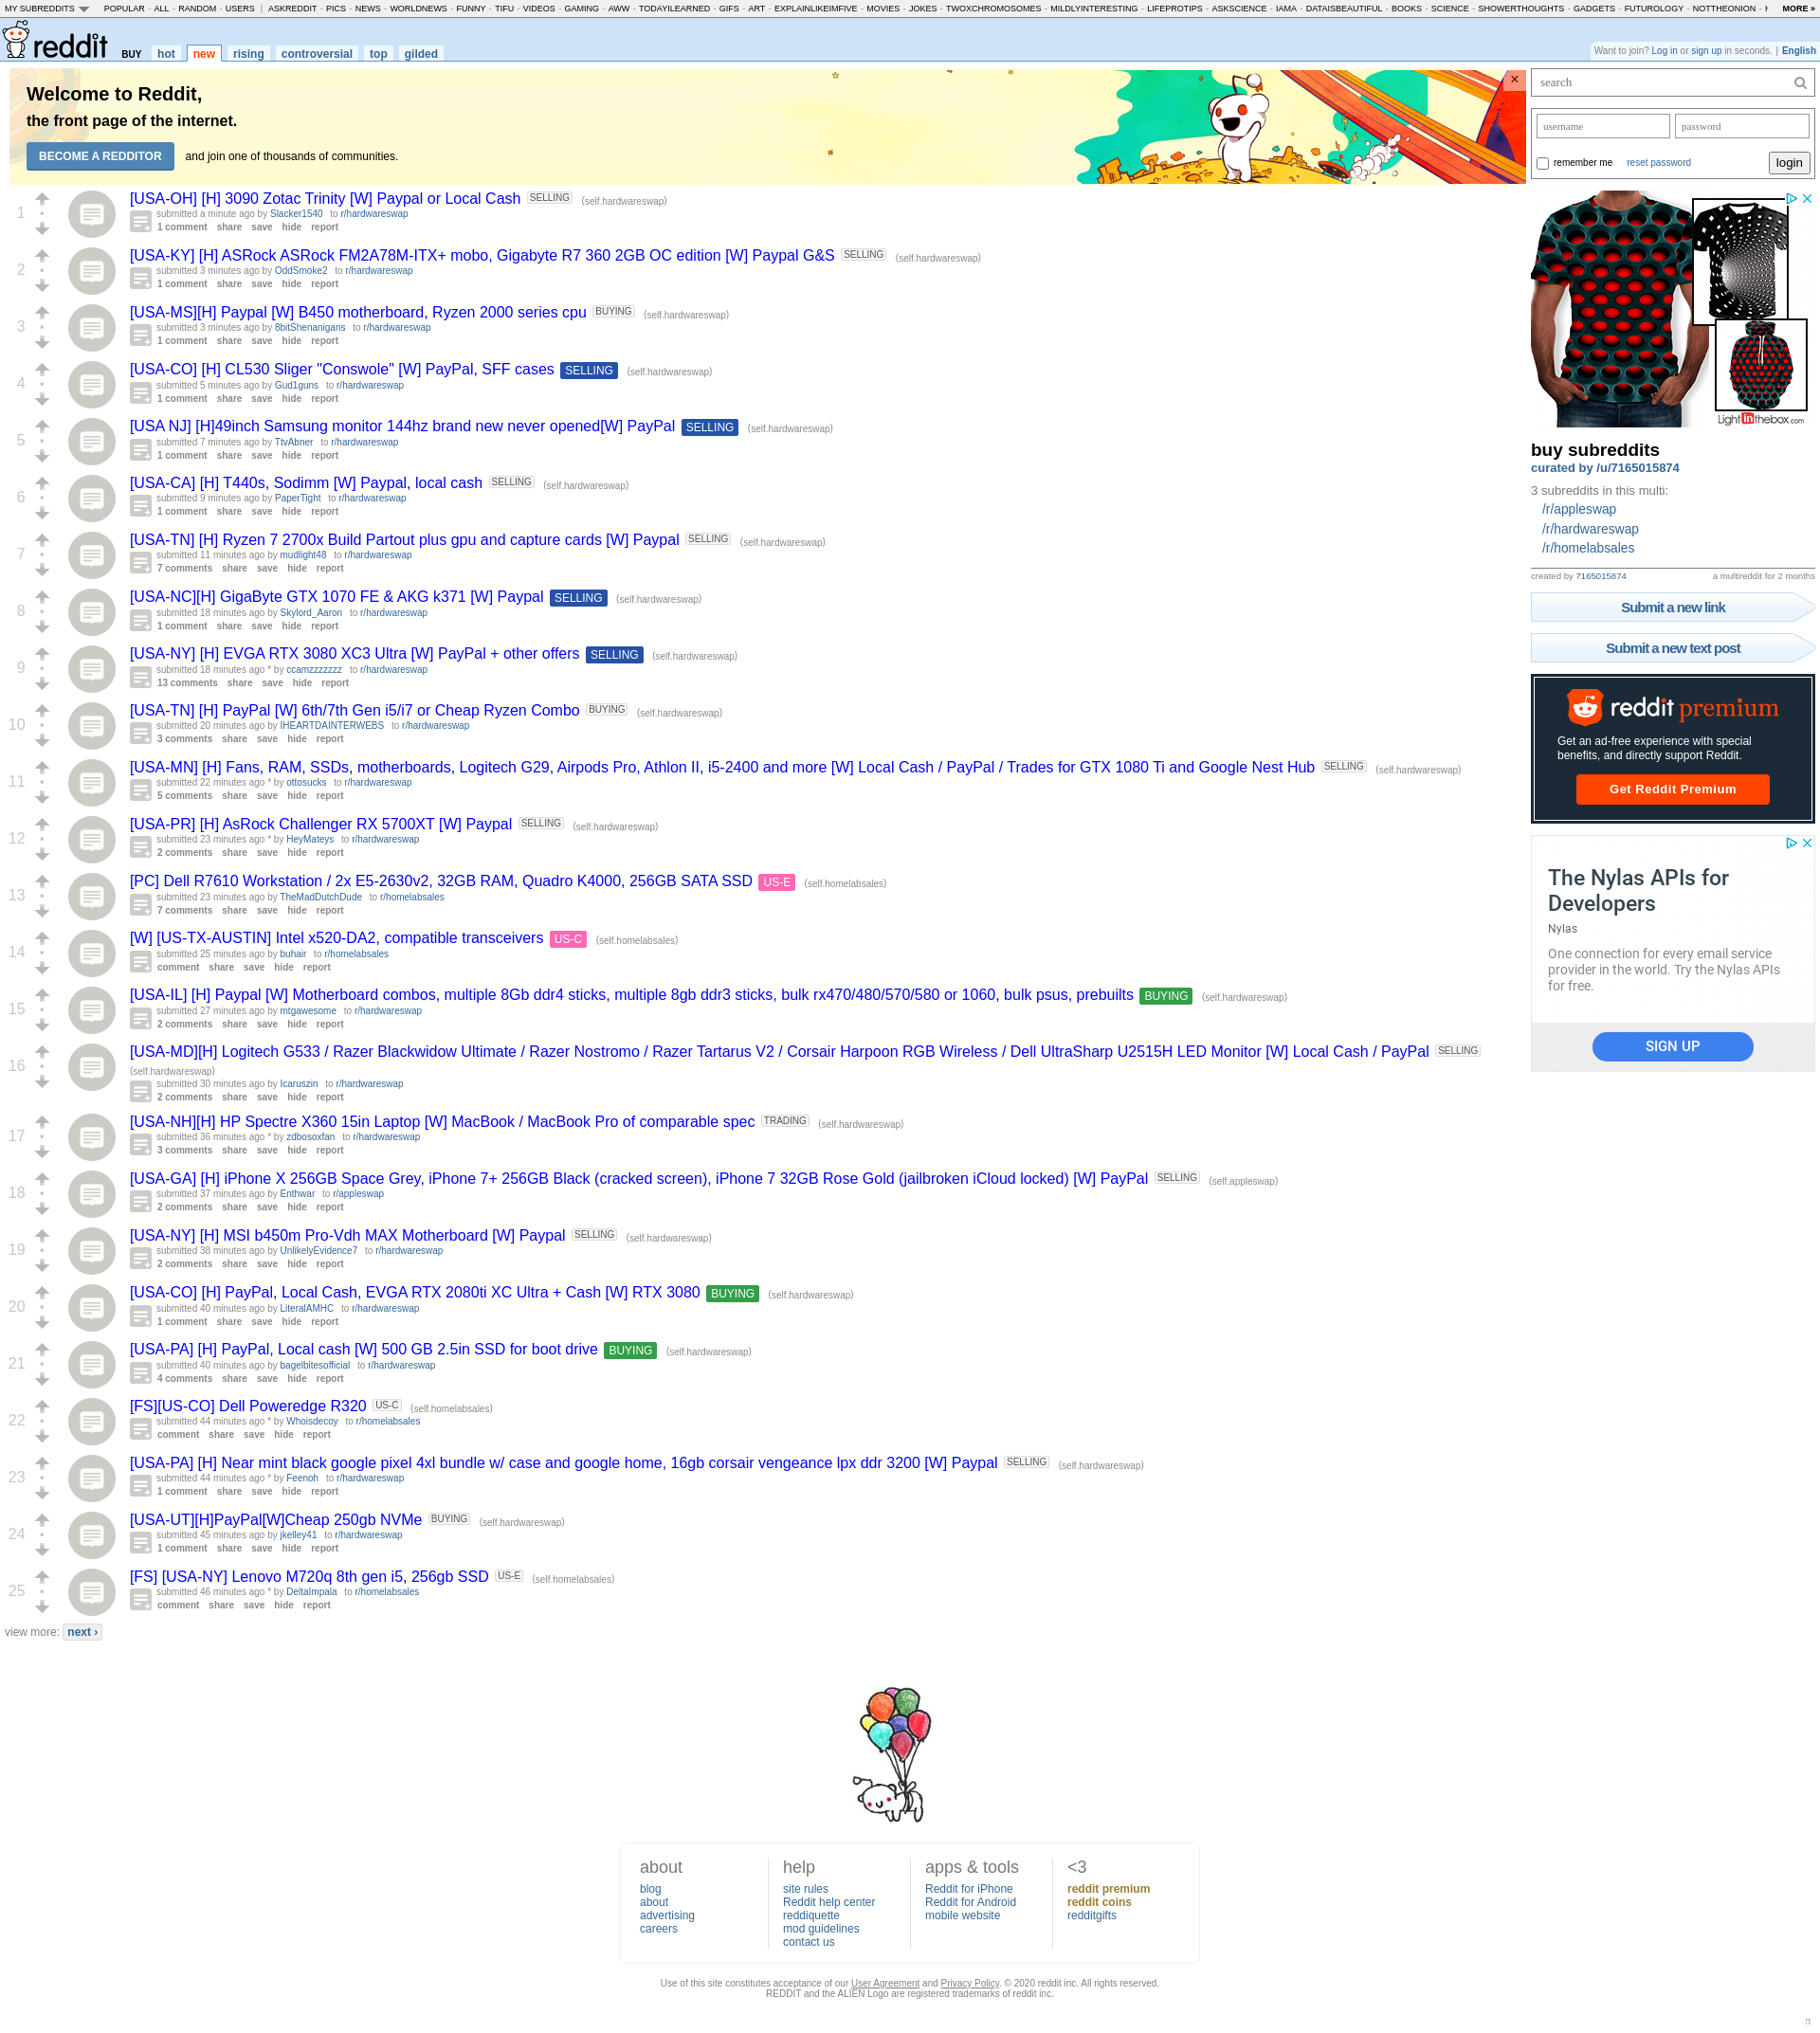 MY SUBREDDITS POPULAR - ALL - RANDOM - USERS | ASKREDDIT - PICS - NEWS - WORLDNEWS - FUNNY - TIFU - VIDEOS - GAMING - AWW - TODAYILEARNED - GIFS - ART - EXPLAINLIKEIMFIVE - MOVIES - JOKES - TWOXCHROMOSOMES - MILDLYINTERESTING - LIFEPROTIPS - ASKSCIENCE - IAMA - DATAISBEAUTIFUL - BOOKS - SCIENCE - SHOWERTHOUGHTS - GADGETS - FUTUROLOGY - NOTTHEONION - MORE »
reddit BUY hot new rising controversial top gilded
Want to join? Log in or sign up in seconds. | English
Welcome to Reddit,
the front page of the internet.
BECOME A REDDITOR and join one of thousands of communities.
×
1
[USA-OH] [H] 3090 Zotac Trinity [W] Paypal or Local Cash SELLING (self.hardwareswap)
submitted a minute ago by Slacker1540 to r/hardwareswap
1 comment share save hide report
2
[USA-KY] [H] ASRock ASRock FM2A78M-ITX+ mobo, Gigabyte R7 360 2GB OC edition [W] Paypal G&S SELLING (self.hardwareswap)
submitted 3 minutes ago by OddSmoke2 to r/hardwareswap
1 comment share save hide report
3
[USA-MS][H] Paypal [W] B450 motherboard, Ryzen 2000 series cpu BUYING (self.hardwareswap)
submitted 3 minutes ago by 8bitShenanigans to r/hardwareswap
1 comment share save hide report
4
[USA-CO] [H] CL530 Sliger "Conswole" [W] PayPal, SFF cases SELLING (self.hardwareswap)
submitted 5 minutes ago by Gud1guns to r/hardwareswap
1 comment share save hide report
5
[USA NJ] [H]49inch Samsung monitor 144hz brand new never opened[W] PayPal SELLING (self.hardwareswap)
submitted 7 minutes ago by TtvAbner to r/hardwareswap
1 comment share save hide report
6
[USA-CA] [H] T440s, Sodimm [W] Paypal, local cash SELLING (self.hardwareswap)
submitted 9 minutes ago by PaperTight to r/hardwareswap
1 comment share save hide report
7
[USA-TN] [H] Ryzen 7 2700x Build Partout plus gpu and capture cards [W] Paypal SELLING (self.hardwareswap)
submitted 11 minutes ago by mudlight48 to r/hardwareswap
7 comments share save hide report
8
[USA-NC][H] GigaByte GTX 1070 FE & AKG k371 [W] Paypal SELLING (self.hardwareswap)
submitted 18 minutes ago by Skylord_Aaron to r/hardwareswap
1 comment share save hide report
9
[USA-NY] [H] EVGA RTX 3080 XC3 Ultra [W] PayPal + other offers SELLING (self.hardwareswap)
submitted 18 minutes ago * by ccamzzzzzzz to r/hardwareswap
13 comments share save hide report
10
[USA-TN] [H] PayPal [W] 6th/7th Gen i5/i7 or Cheap Ryzen Combo BUYING (self.hardwareswap)
submitted 20 minutes ago by IHEARTDAINTERWEBS to r/hardwareswap
3 comments share save hide report
11
[USA-MN] [H] Fans, RAM, SSDs, motherboards, Logitech G29, Airpods Pro, Athlon II, i5-2400 and more [W] Local Cash / PayPal / Trades for GTX 1080 Ti and Google Nest Hub SELLING (self.hardwareswap)
submitted 22 minutes ago * by ottosucks to r/hardwareswap
5 comments share save hide report
12
[USA-PR] [H] AsRock Challenger RX 5700XT [W] Paypal SELLING (self.hardwareswap)
submitted 23 minutes ago * by HeyMateys to r/hardwareswap
2 comments share save hide report
13
[PC] Dell R7610 Workstation / 2x E5-2630v2, 32GB RAM, Quadro K4000, 256GB SATA SSD US-E (self.homelabsales)
submitted 23 minutes ago by TheMadDutchDude to r/homelabsales
7 comments share save hide report
14
[W] [US-TX-AUSTIN] Intel x520-DA2, compatible transceivers US-C (self.homelabsales)
submitted 25 minutes ago by buhair to r/homelabsales
comment share save hide report
15
[USA-IL] [H] Paypal [W] Motherboard combos, multiple 8Gb ddr4 sticks, multiple 8gb ddr3 sticks, bulk rx470/480/570/580 or 1060, bulk psus, prebuilts BUYING (self.hardwareswap)
submitted 27 minutes ago by mtgawesome to r/hardwareswap
2 comments share save hide report
16
[USA-MD][H] Logitech G533 / Razer Blackwidow Ultimate / Razer Nostromo / Razer Tartarus V2 / Corsair Harpoon RGB Wireless / Dell UltraSharp U2515H LED Monitor [W] Local Cash / PayPal SELLING
(self.hardwareswap)
submitted 30 minutes ago by Icaruszin to r/hardwareswap
2 comments share save hide report
17
[USA-NH][H] HP Spectre X360 15in Laptop [W] MacBook / MacBook Pro of comparable spec TRADING (self.hardwareswap)
submitted 36 minutes ago * by zdbosoxfan to r/hardwareswap
3 comments share save hide report
18
[USA-GA] [H] iPhone X 256GB Space Grey, iPhone 7+ 256GB Black (cracked screen), iPhone 7 32GB Rose Gold (jailbroken iCloud locked) [W] PayPal SELLING (self.appleswap)
submitted 37 minutes ago by Enthwar to r/appleswap
2 comments share save hide report
19
[USA-NY] [H] MSI b450m Pro-Vdh MAX Motherboard [W] Paypal SELLING (self.hardwareswap)
submitted 38 minutes ago by UnlikelyEvidence7 to r/hardwareswap
2 comments share save hide report
20
[USA-CO] [H] PayPal, Local Cash, EVGA RTX 2080ti XC Ultra + Cash [W] RTX 3080 BUYING (self.hardwareswap)
submitted 40 minutes ago by LiteralAMHC to r/hardwareswap
1 comment share save hide report
21
[USA-PA] [H] PayPal, Local cash [W] 500 GB 2.5in SSD for boot drive BUYING (self.hardwareswap)
submitted 40 minutes ago by bagelbitesofficial to r/hardwareswap
4 comments share save hide report
22
[FS][US-CO] Dell Poweredge R320 US-C (self.homelabsales)
submitted 44 minutes ago * by Whoisdecoy to r/homelabsales
comment share save hide report
23
[USA-PA] [H] Near mint black google pixel 4xl bundle w/ case and google home, 16gb corsair vengeance lpx ddr 3200 [W] Paypal SELLING (self.hardwareswap)
submitted 44 minutes ago * by Feenoh to r/hardwareswap
1 comment share save hide report
24
[USA-UT][H]PayPal[W]Cheap 250gb NVMe BUYING (self.hardwareswap)
submitted 45 minutes ago by jkelley41 to r/hardwareswap
1 comment share save hide report
25
[FS] [USA-NY] Lenovo M720q 8th gen i5, 256gb SSD US-E (self.homelabsales)
submitted 46 minutes ago * by DeltaImpala to r/homelabsales
comment share save hide report
view more: next ›
search
username password
remember me reset password login
LightInthebox.com
buy subreddits
curated by /u/7165015874
3 subreddits in this multi:
/r/appleswap
/r/hardwareswap
/r/homelabsales
created by 7165015874 a multireddit for 2 months
Submit a new link
Submit a new text post
reddit premium
Get an ad-free experience with special
benefits, and directly support Reddit.
Get Reddit Premium
The Nylas APIs for
Developers
Nylas
One connection for every email service
provider in the world. Try the Nylas APIs
for free.
SIGN UP
about
blog
about
advertising
careers
help
site rules
Reddit help center
reddiquette
mod guidelines
contact us
apps & tools
Reddit for iPhone
Reddit for Android
mobile website
<3
reddit premium
reddit coins
redditgifts
Use of this site constitutes acceptance of our User Agreement and Privacy Policy. © 2020 reddit inc. All rights reserved.
REDDIT and the ALIEN Logo are registered trademarks of reddit inc.
π